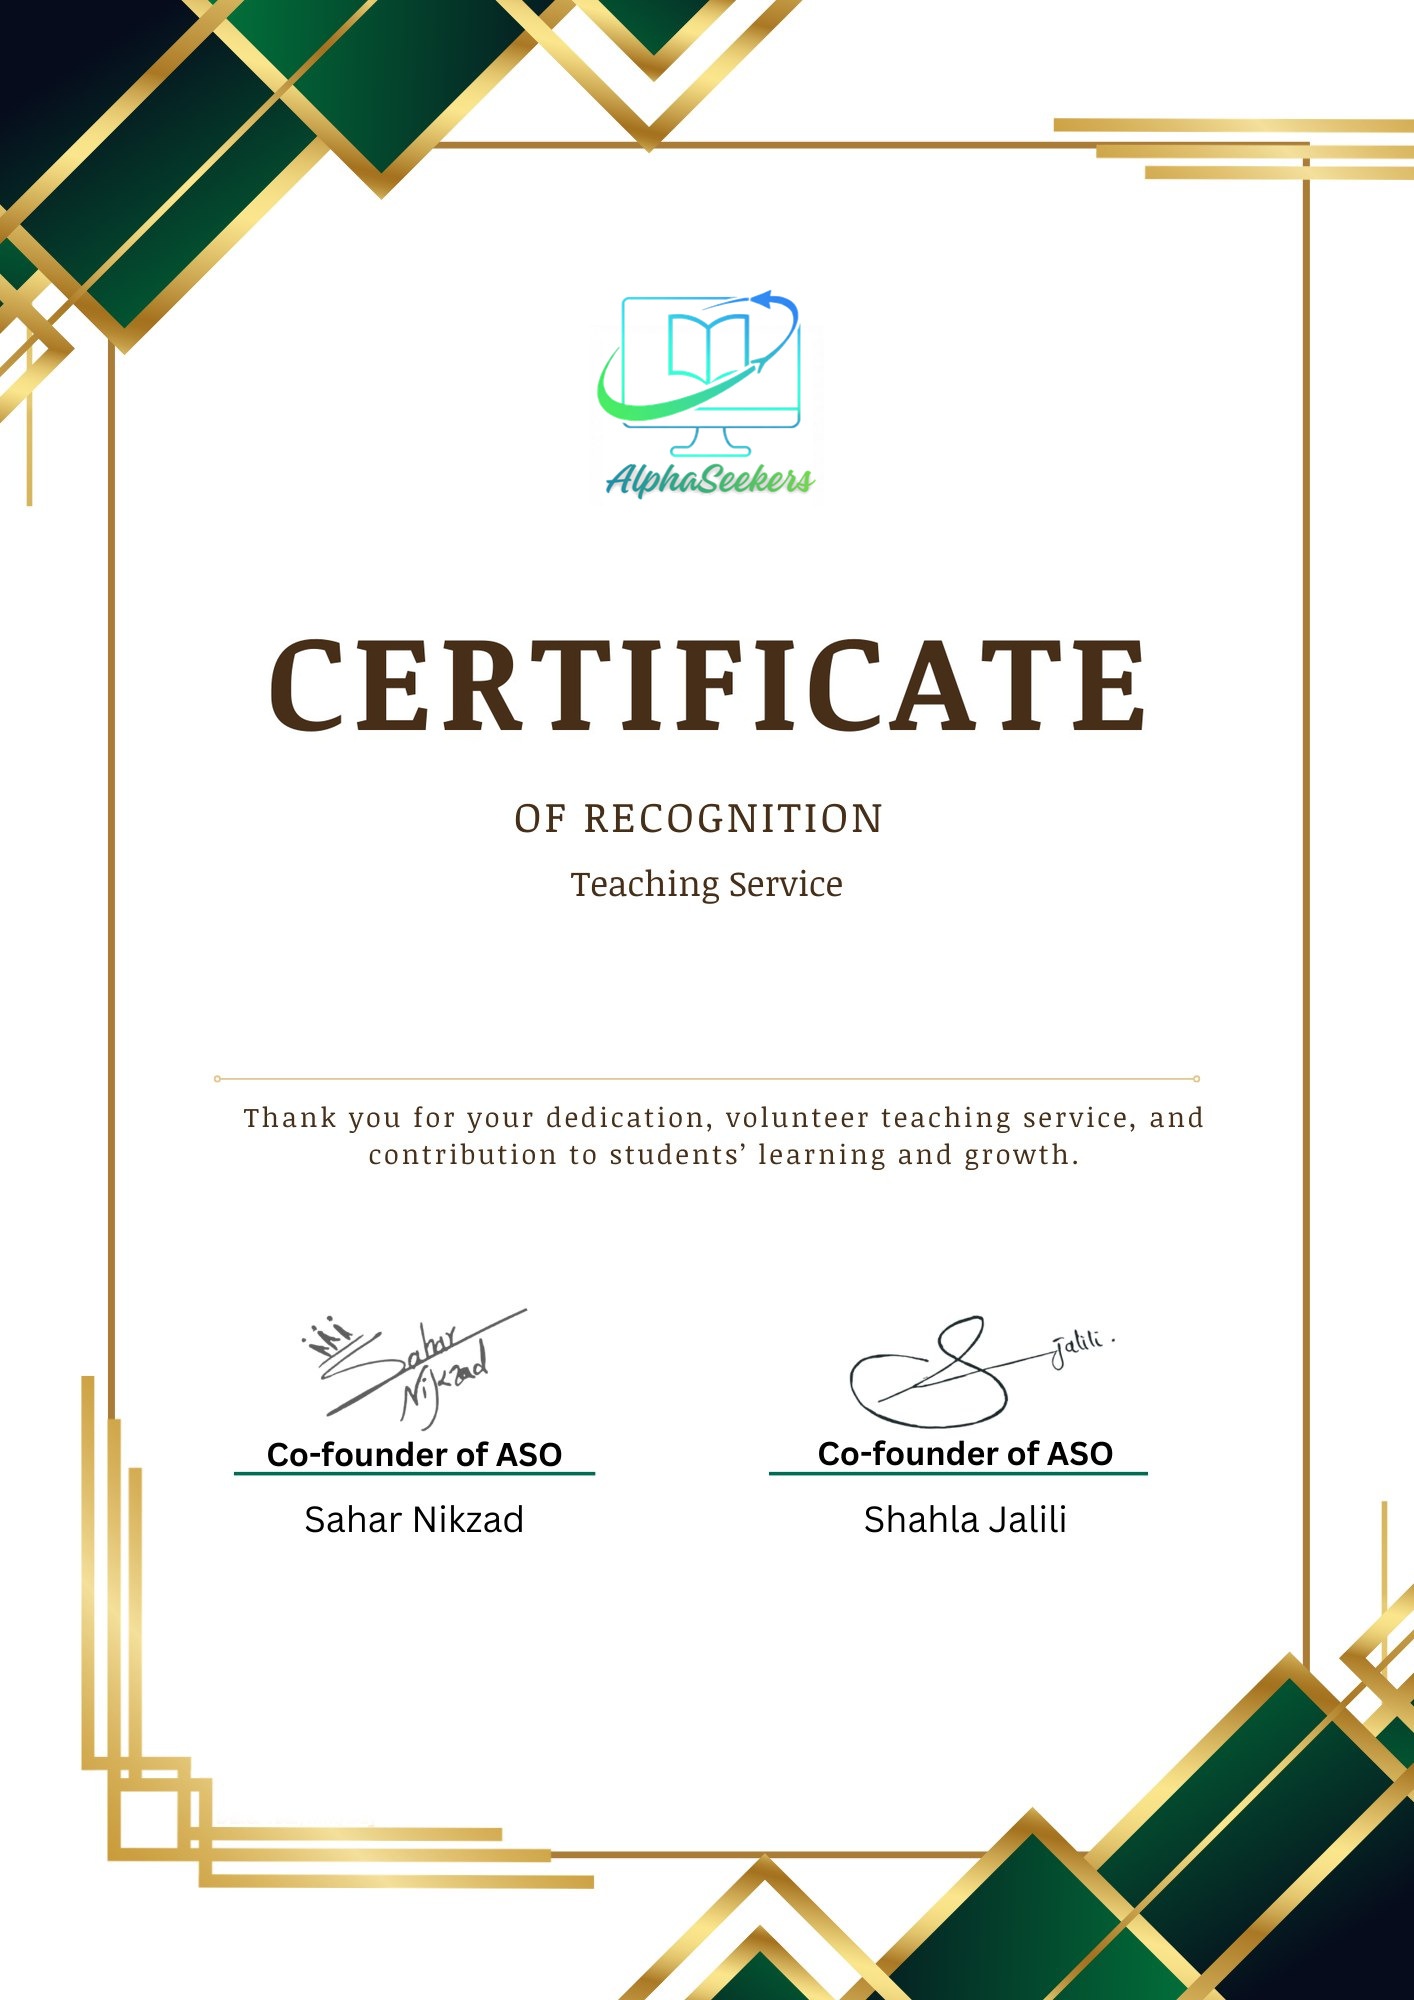 AlphaSeekers
CERTIFICATE
OF RECOGNITION
Teaching Service
Thank you for your dedication, volunteer teaching service, and
contribution to students’ learning and growth.
Sahar
Nikzad
Jalili.
Co-founder of ASO
Co-founder of ASO
Sahar Nikzad
Shahla Jalili